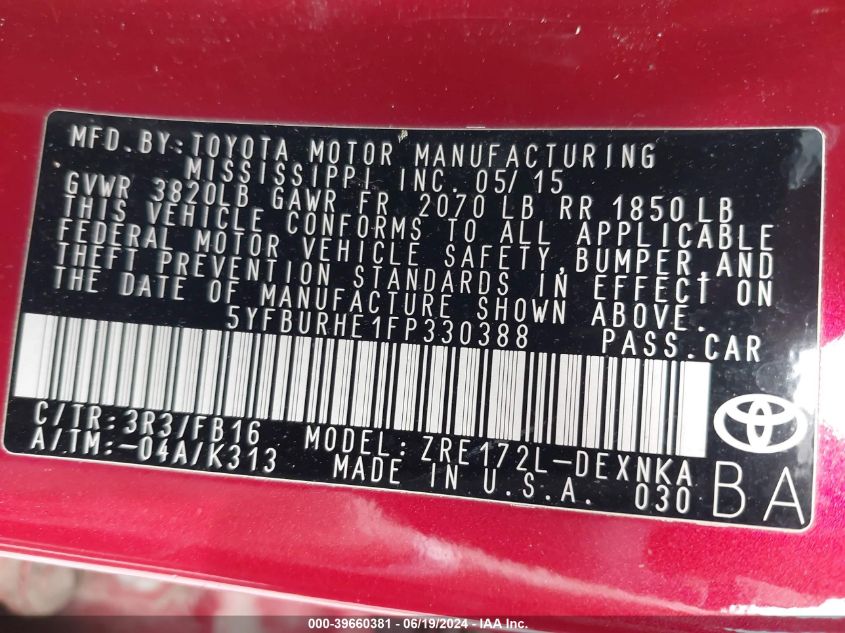 MFD.BY:TOYOTA MOTOR MANUFACTURING
MISSISSIPPI INC. 05/15
GVWR 3820LB GAWR FR 2070 LB RR 1850 LB
THIS VEHICLE CONFORMS TO ALL APPLICABLE
FEDERAL MOTOR VEHICLE SAFETY,BUMPER,AND
THEFT PREVENTION STANDARDS IN EFFECT ON
THE DATE OF MANUFACTURE SHOWN ABOVE.
5YFBURHE1FP330388 PASS.CAR
C/TR:3R3/FB16 MODEL:ZRE172L-DEXNKA
A/TM:-04A/K313 MADE IN U.S.A. 030 BA
000-39660381 - 06/19/2024 - IAA Inc.